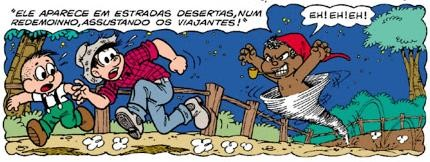 "ELE APARECE EM ESTRADAS DESERTAS, NUM
REDEMOINHO, ASSUSTANDO OS VIAJANTES!"
EH! EH! EH!